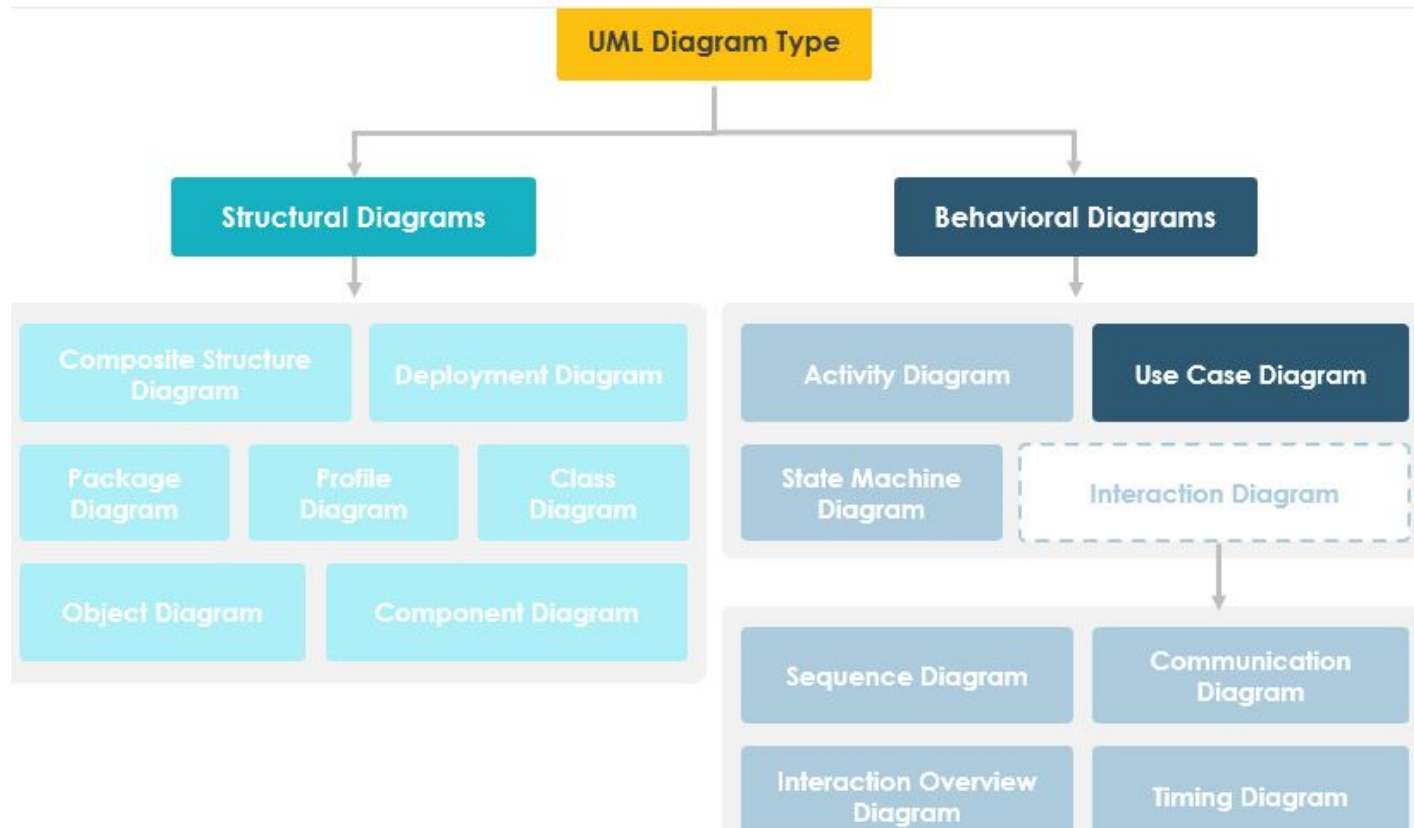 UML Diagram Type
Structural Diagrams
Behavioral Diagrams
Composite Structure
Diagram
Deployment Diagram
Package
Diagram
Profile
Diagram
Class
Diagram
Object Diagram
Component Diagram
Activity Diagram
Use Case Diagram
State Machine
Diagram
Interaction Diagram
Sequence Diagram
Communication
Diagram
Interaction Overview
Diagram
Timing Diagram